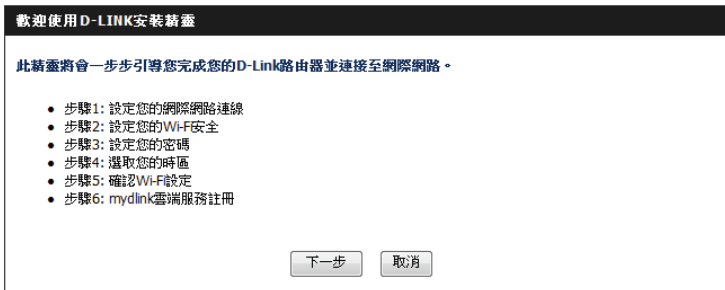 歡迎使用D-LINK安裝精靈
此精靈將會一步步引導您完成您的D-Link路由器並連接至網際網路。
• 步驟1: 設定您的網際網路連線
• 步驟2: 設定您的Wi-Fi安全
• 步驟3: 設定您的密碼
• 步驟4: 選取您的時區
• 步驟5: 確認Wi-Fi設定
• 步驟6: mydlink雲端服務註冊
下一步 取消